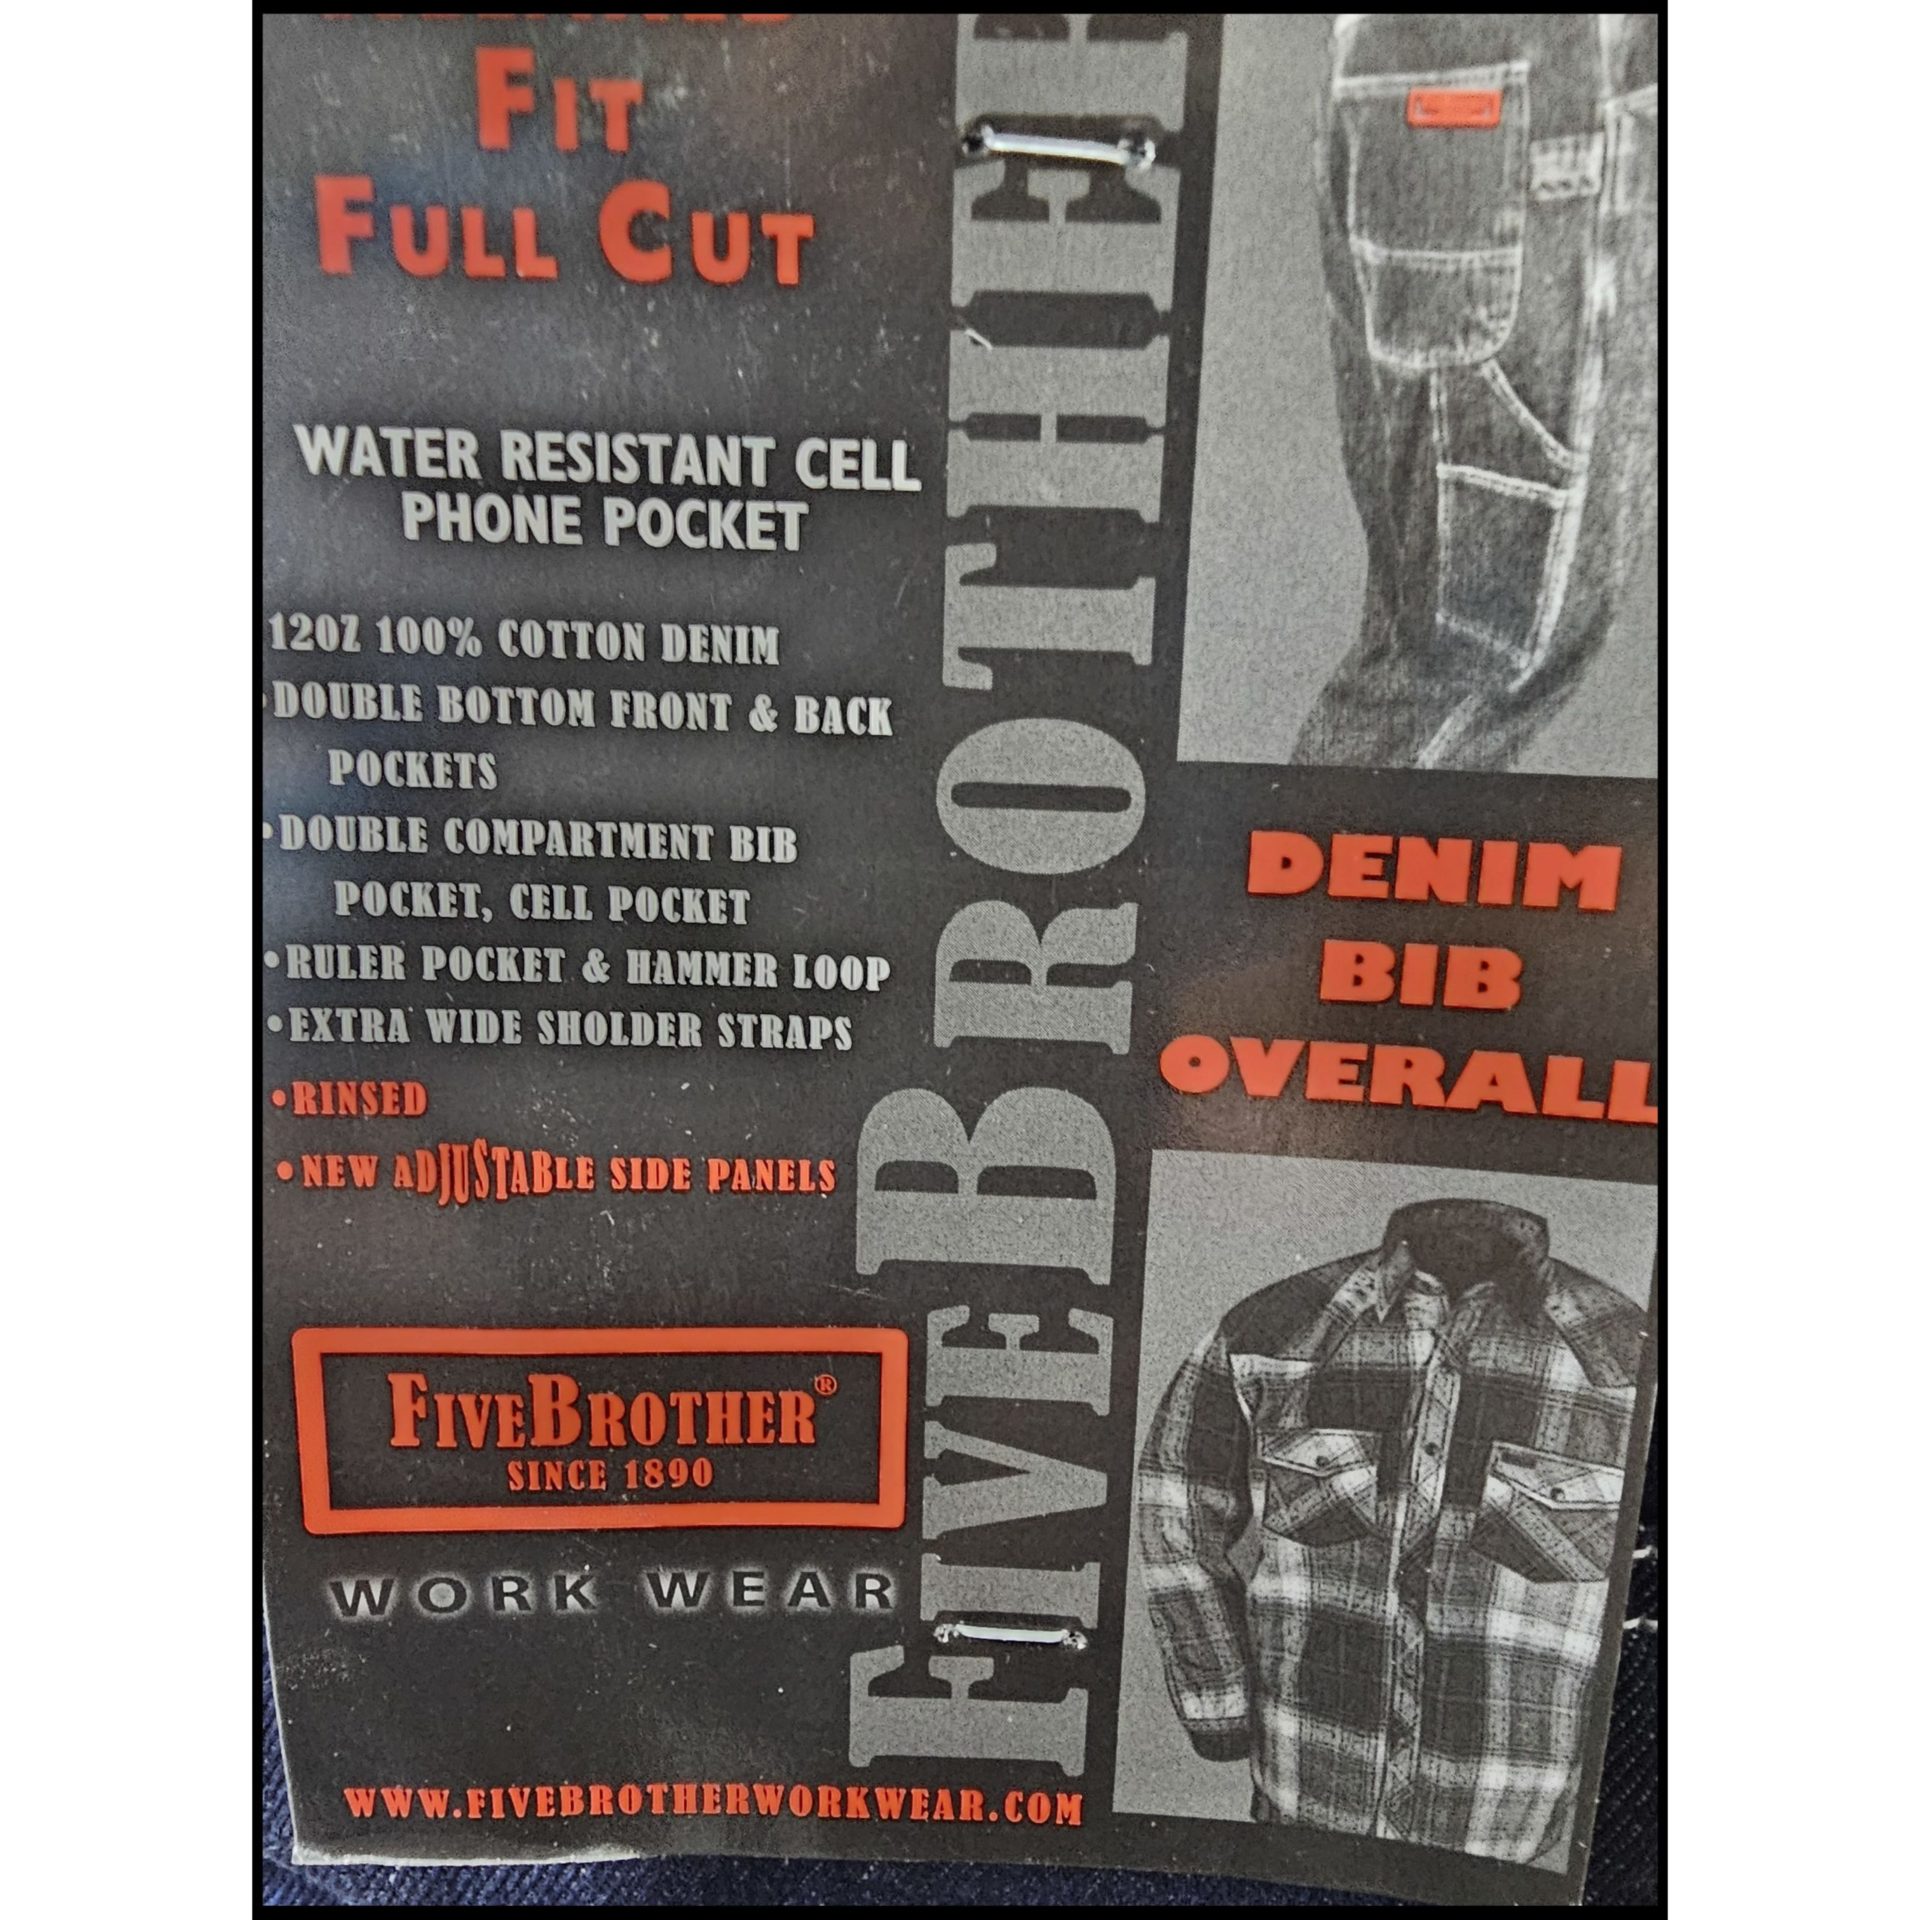 FIT
FULL CUT
WATER RESISTANT CELL
PHONE POCKET
12OZ 100% COTTON DENIM
•DOUBLE BOTTOM FRONT & BACK
POCKETS
•DOUBLE COMPARTMENT BIB
POCKET, CELL POCKET
•RULER POCKET & HAMMER LOOP
•EXTRA WIDE SHOLDER STRAPS
•RINSED
•NEW ADJUSTABLE SIDE PANELS
FIVEBROTHER®
SINCE 1890
WORK WEAR
WWW.FIVEBROTHERWORKWEAR.COM
FIVE BROTHER
DENIM
BIB
OVERALL